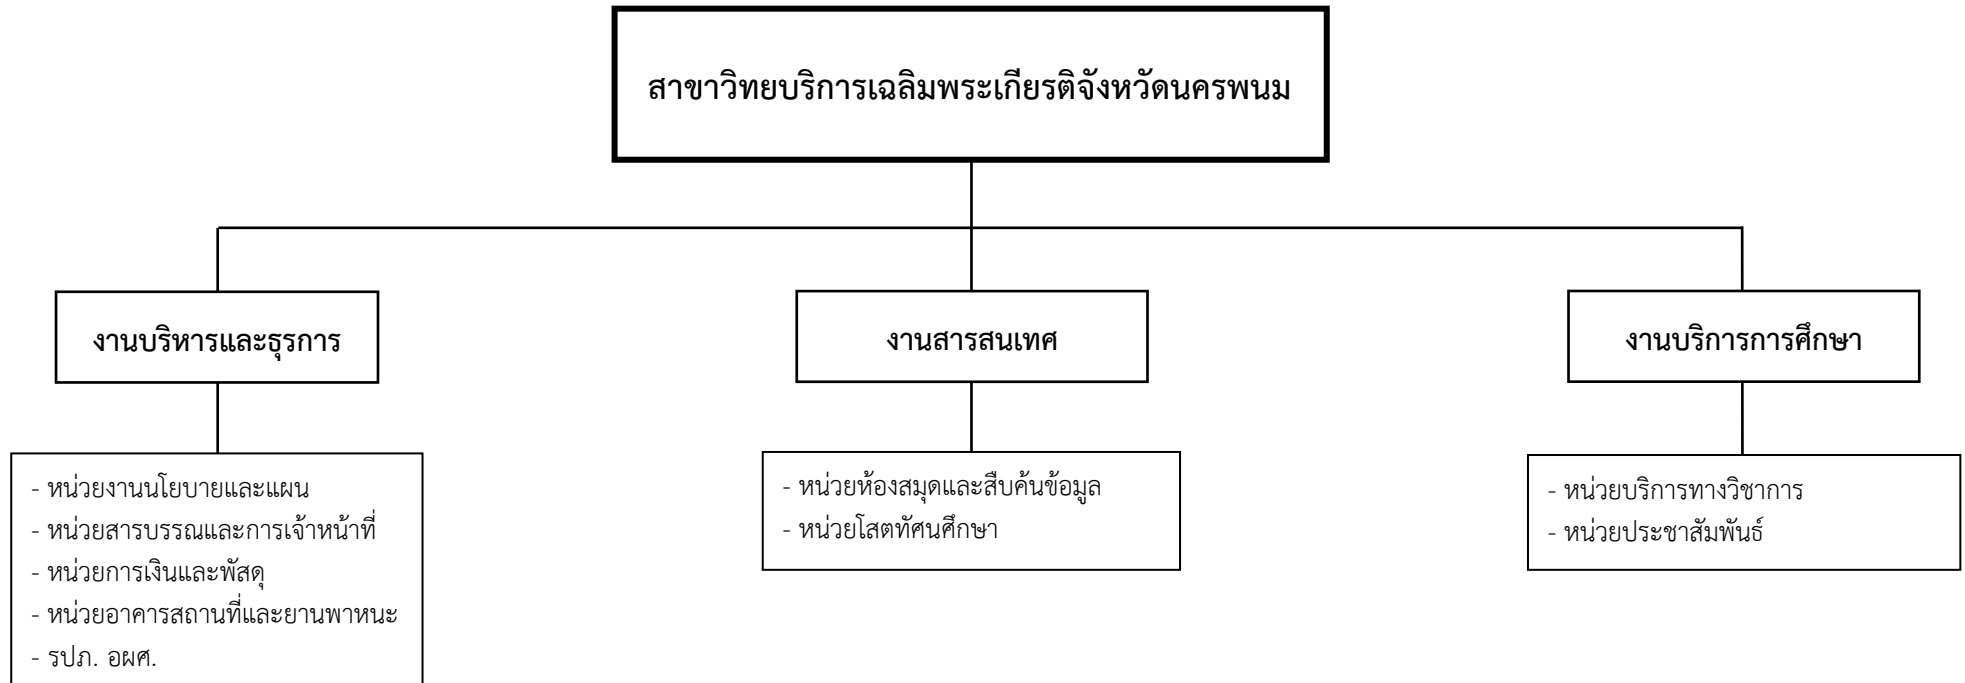 สาขาวิทยบริการเฉลิมพระเกียรติจังหวัดนครพนม
งานบริหารและธุรการ
งานสารสนเทศ
งานบริการการศึกษา
- หน่วยงานนโยบายและแผน
- หน่วยสารบรรณและการเจ้าหน้าที่
- หน่วยการเงินและพัสดุ
- หน่วยอาคารสถานที่และยานพาหนะ
- รปภ. อผศ.
- หน่วยห้องสมุดและสืบค้นข้อมูล
- หน่วยโสตทัศนศึกษา
- หน่วยบริการทางวิชาการ
- หน่วยประชาสัมพันธ์